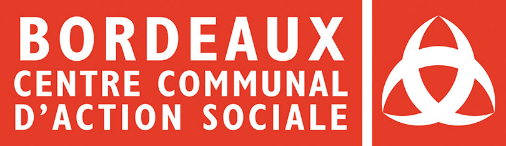 BORDEAUX
CENTRE COMMUNAL
D'ACTION SOCIALE